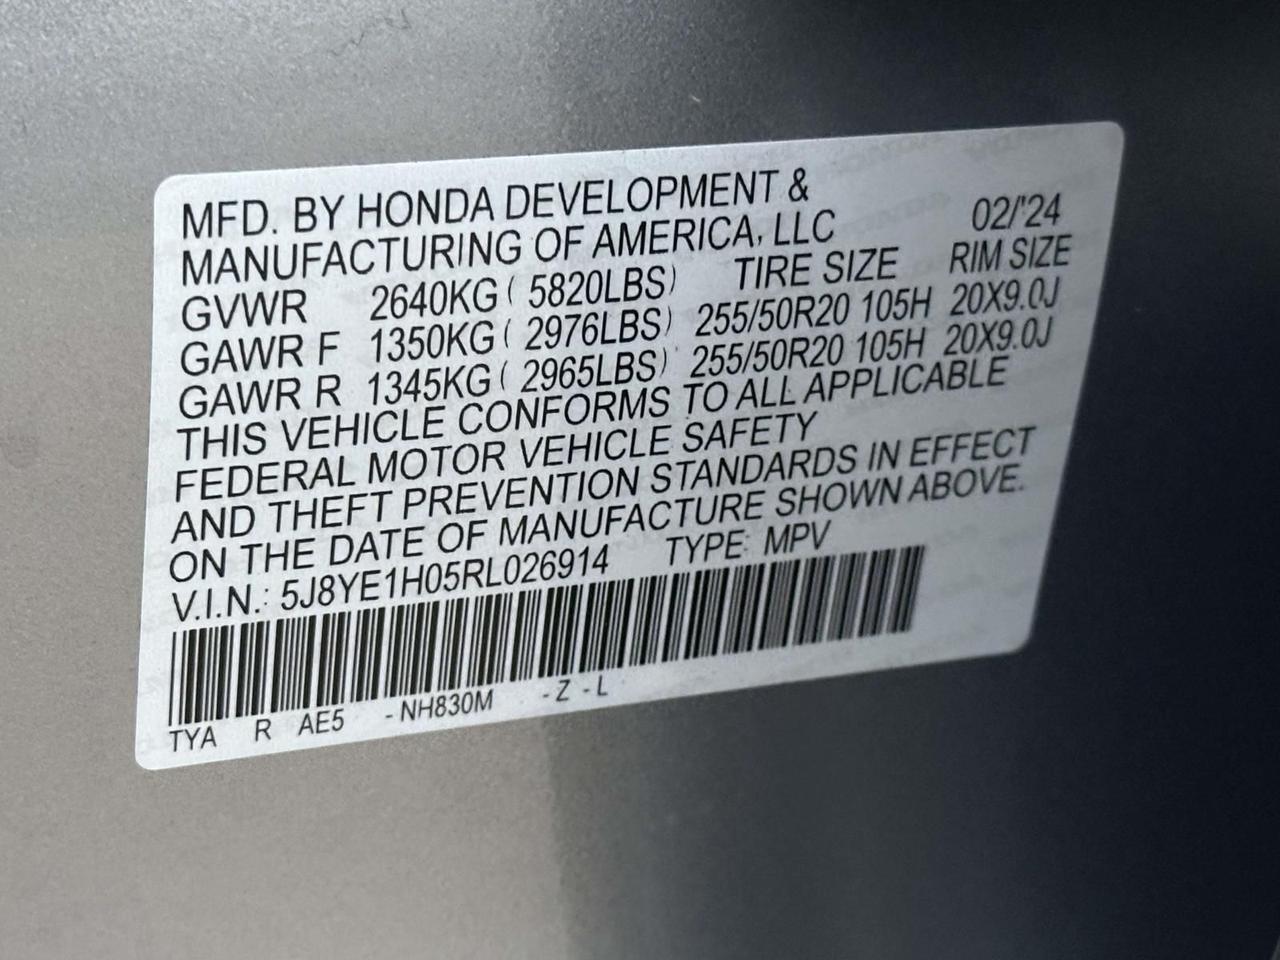 MFD. BY HONDA DEVELOPMENT &
MANUFACTURING OF AMERICA, LLC 02/'24
GVWR 2640KG ( 5820LBS) TIRE SIZE RIM SIZE
GAWR F 1350KG ( 2976LBS) 255/50R20 105H 20X9.0J
GAWR R 1345KG ( 2965LBS) 255/50R20 105H 20X9.0J
THIS VEHICLE CONFORMS TO ALL APPLICABLE
FEDERAL MOTOR VEHICLE SAFETY
AND THEFT PREVENTION STANDARDS IN EFFECT
ON THE DATE OF MANUFACTURE SHOWN ABOVE.
V.I.N.: 5J8YE1H05RL026914 TYPE: MPV
TYA R AE5 -NH830M -Z -L